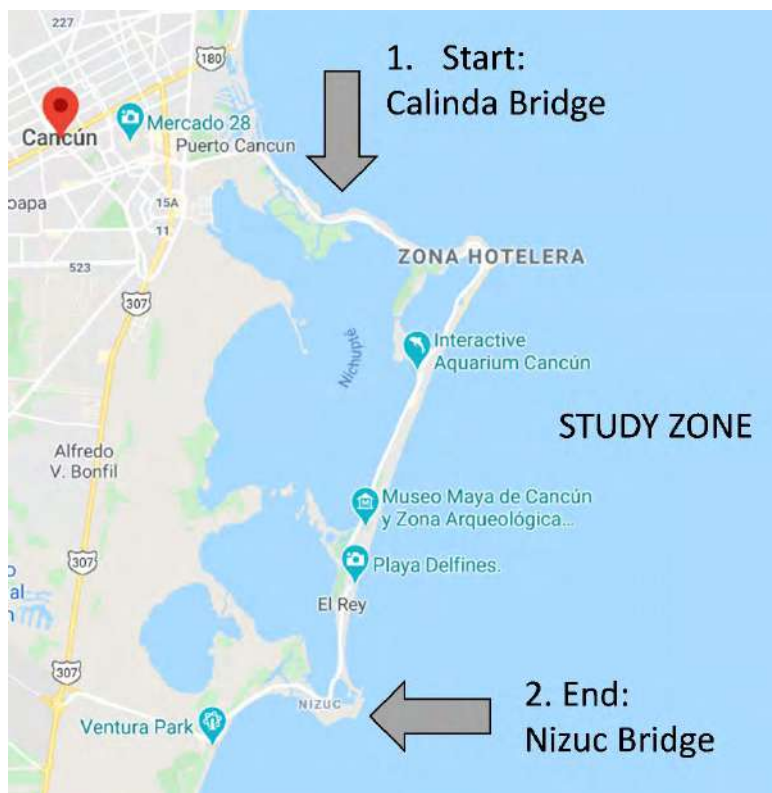 1. Start:
Calinda Bridge
180
Cancún
Mercado 28
Puerto Cancun
oapa
15A
11
ZONA HOTELERA
523
307
Nichupté
Interactive
Aquarium Cancún
STUDY ZONE
Alfredo
V. Bonfil
Museo Maya de Cancún
y Zona Arqueológica...
307
Playa Delfines.
o
al
n
El Rey
307
NIZUC
Ventura Park
2. End:
Nizuc Bridge